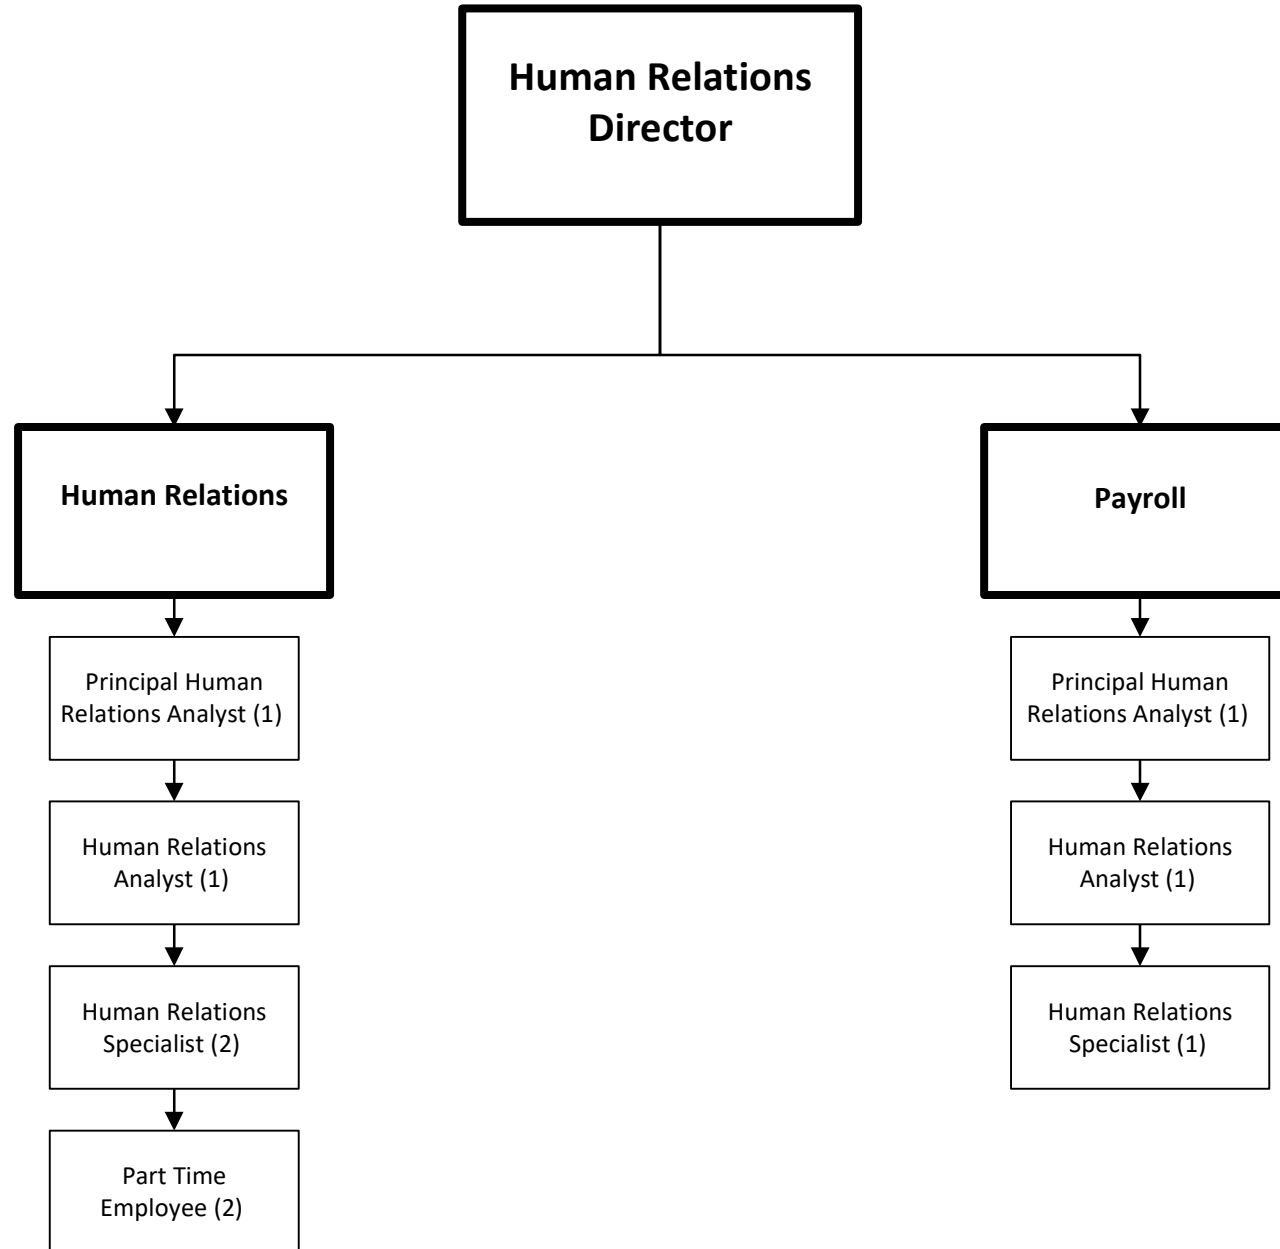 Human Relations
Director
Human Relations
Payroll
Principal Human
Relations Analyst (1)
Principal Human
Relations Analyst (1)
Human Relations
Analyst (1)
Human Relations
Analyst (1)
Human Relations
Specialist (2)
Human Relations
Specialist (1)
Part Time
Employee (2)